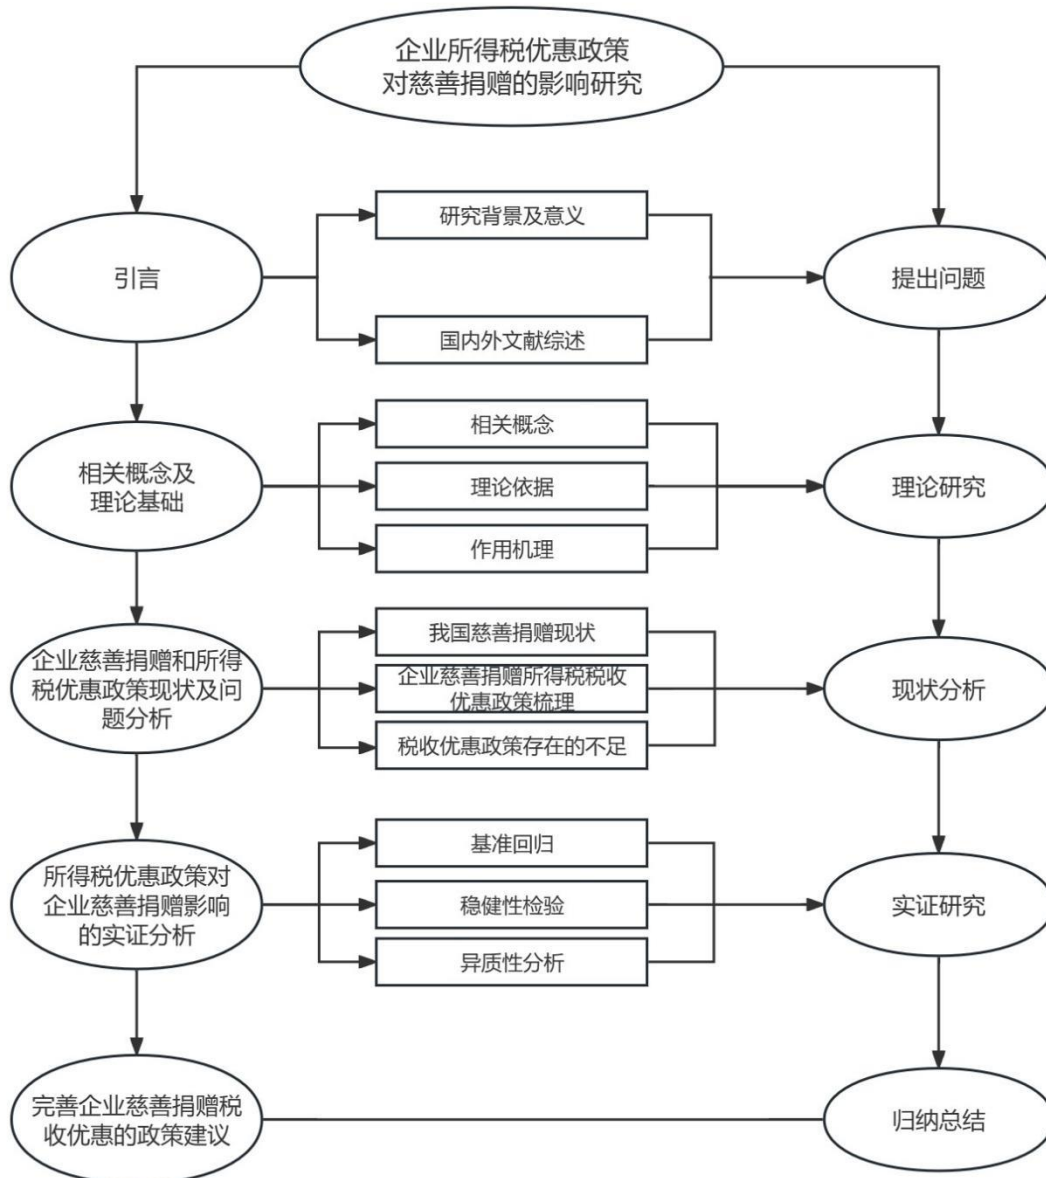 企业所得税优惠政策
对慈善捐赠的影响研究
研究背景及意义
引言
提出问题
国内外文献综述
相关概念
相关概念及
理论基础
理论依据
理论研究
作用机理
我国慈善捐赠现状
企业慈善捐赠和所得
税优惠政策现状及问
题分析
企业慈善捐赠所得税税收
优惠政策梳理
现状分析
税收优惠政策存在的不足
基准回归
所得税优惠政策对
企业慈善捐赠影响
的实证分析
稳健性检验
实证研究
异质性分析
完善企业慈善捐赠税
收优惠的政策建议
归纳总结